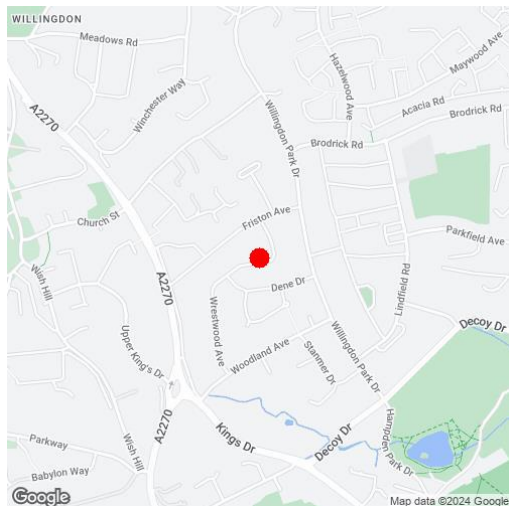 WILLINGDON
Meadows Rd
Maywood Ave
Hazelwood Ave
Winchester Way
Acacia Rd
Brodrick Rd
A2270
Willingdon Park Dr
Brodrick Rd
Friston Ave
Church St
Parkfield Ave
Wish Hill
A2270
Dene Dr
Lindfield Rd
Wrestwood Ave
Decoy Dr
Upper King's Dr
Woodland Ave
Stanmer Dr
Willingdon Park Dr
A2270
Kings Dr
Decoy Dr
Hampden Park Dr
Parkway
Wish Hill
Babylon Way
Google
Map data ©2024 Google